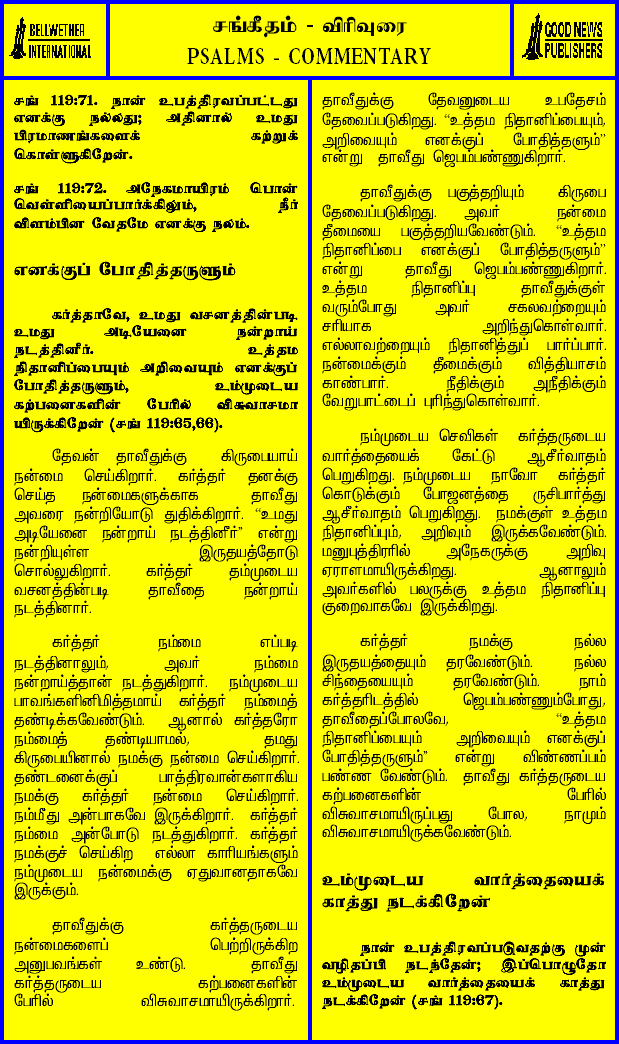 BELLWETHER
INTERNATIONAL
சங்கீதம் - விரிவுரை
PSALMS - COMMENTARY
GOOD NEWS
PUBLISHERS
சங் 119:71. நான் உபத்திரவப்பட்டது
எனக்கு நல்லது; அதினால் உமது
பிரமாணங்களைக் கற்றுக்
கொள்ளுகிறேன்.
சங் 119:72. அநேகமாயிரம் பொன்
வெள்ளியைப்பார்க்கிலும், நீர்
விளம்பின வேதமே எனக்கு நலம்.
எனக்குப் போதித்தருளும்
கர்த்தாவே, உமது வசனத்தின்படி
உமது அடியேனை நன்றாய்
நடத்தினீர். உத்தம
நிதானிப்பையும் அறிவையும் எனக்குப்
போதித்தருளும், உம்முடைய
கற்பனைகளின் பேரில் விசுவாசமா
யிருக்கிறேன் (சங் 119:65,66).
தேவன் தாவீதுக்கு கிருபையாய்
நன்மை செய்கிறார். கர்த்தர் தனக்கு
செய்த நன்மைகளுக்காக தாவீது
அவரை நன்றியோடு துதிக்கிறார். “உமது
அடியேனை நன்றாய் நடத்தினீர்” என்று
நன்றியுள்ள இருதயத்தோடு
சொல்லுகிறார். கர்த்தர் தம்முடைய
வசனத்தின்படி தாவீதை நன்றாய்
நடத்தினார்.
கர்த்தர் நம்மை எப்படி
நடத்தினாலும், அவர் நம்மை
நன்றாய்த்தான் நடத்துகிறார். நம்முடைய
பாவங்களினிமித்தமாய் கர்த்தர் நம்மைத்
தண்டிக்கவேண்டும். ஆனால் கர்த்தரோ
நம்மைத் தண்டியாமல், தமது
கிருபையினால் நமக்கு நன்மை செய்கிறார்.
தண்டனைக்குப் பாத்திரவான்களாகிய
நமக்கு கர்த்தர் நன்மை செய்கிறார்.
நம்மீது அன்பாகவே இருக்கிறார். கர்த்தர்
நம்மை அன்போடு நடத்துகிறார். கர்த்தர்
நமக்குச் செய்கிற எல்லா காரியங்களும்
நம்முடைய நன்மைக்கு ஏதுவானதாகவே
இருக்கும்.
தாவீதுக்கு கர்த்தருடைய
நன்மைகளைப் பெற்றிருக்கிற
அனுபவங்கள் உண்டு. தாவீது
கர்த்தருடைய கற்பனைகளின்
பேரில் விசுவாசமாயிருக்கிறார்.
தாவீதுக்கு தேவனுடைய உபதேசம்
தேவைப்படுகிறது. “உத்தம நிதானிப்பையும்,
அறிவையும் எனக்குப் போதித்தளும்”
என்று தாவீது ஜெபம்பண்ணுகிறார்.
தாவீதுக்கு பகுத்தறியும் கிருபை
தேவைப்படுகிறது. அவர் நன்மை
தீமையை பகுத்தறியவேண்டும். “உத்தம
நிதானிப்பை எனக்குப் போதித்தருளும்”
என்று தாவீது ஜெபம்பண்ணுகிறார்.
உத்தம நிதானிப்பு தாவீதுக்குள்
வரும்போது அவர் சகலவற்றையும்
சரியாக அறிந்துகொள்வார்.
எல்லாவற்றையும் நிதானித்துப் பார்ப்பார்.
நன்மைக்கும் தீமைக்கும் வித்தியாசம்
காண்பார். நீதிக்கும் அநீதிக்கும்
வேறுபாட்டைப் புரிந்துகொள்வார்.
நம்முடைய செவிகள் கர்த்தருடைய
வார்த்தையைக் கேட்டு ஆசீர்வாதம்
பெறுகிறது. நம்முடைய நாவோ கர்த்தர்
கொடுக்கும் போஜனத்தை ருசிபார்த்து
ஆசீர்வாதம் பெறுகிறது. நமக்குள் உத்தம
நிதானிப்பும், அறிவும் இருக்கவேண்டும்.
மனுபுத்திரரில் அநேகருக்கு அறிவு
ஏராளமாயிருக்கிறது. ஆனாலும்
அவர்களில் பலருக்கு உத்தம நிதானிப்பு
குறைவாகவே இருக்கிறது.
கர்த்தர் நமக்கு நல்ல
இருதயத்தையும் தரவேண்டும். நல்ல
சிந்தையையும் தரவேண்டும். நாம்
கர்த்தரிடத்தில் ஜெபம்பண்ணும்போது,
தாவீதைப்போலவே, “உத்தம
நிதானிப்பையும் அறிவையும் எனக்குப்
போதித்தருளும்” என்று விண்ணப்பம்
பண்ண வேண்டும். தாவீது கர்த்தருடைய
கற்பனைகளின் பேரில்
விசுவாசமாயிருப்பது போல, நாமும்
விசுவாசமாயிருக்கவேண்டும்.
உம்முடைய வார்த்தையைக்
காத்து நடக்கிறேன்
நான் உபத்திரவப்படுவதற்கு முன்
வழிதப்பி நடந்தேன்; இப்பொழுதோ
உம்முடைய வார்த்தையைக் காத்து
நடக்கிறேன் (சங் 119:67).